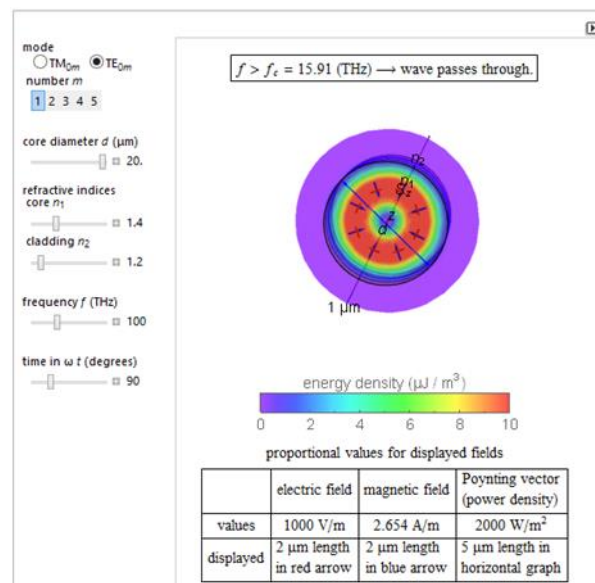 mode
TM0m TE0m
number m
1 2 3 4 5
core diameter d (μm)
20.
refractive indices
core n1
1.4
cladding n2
1.2
frequency f (THz)
100
time in ω t (degrees)
90
f > fc = 15.91 (THz) ⟶ wave passes through.
n2
n1
z
d
1 μm
energy density (μJ / m³)
0 2 4 6 8 10
proportional values for displayed fields
electric field magnetic field Poynting vector (power density)
values 1000 V/m 2.654 A/m 2000 W/m²
displayed 2 μm length in red arrow 2 μm length in blue arrow 5 μm length in horizontal graph